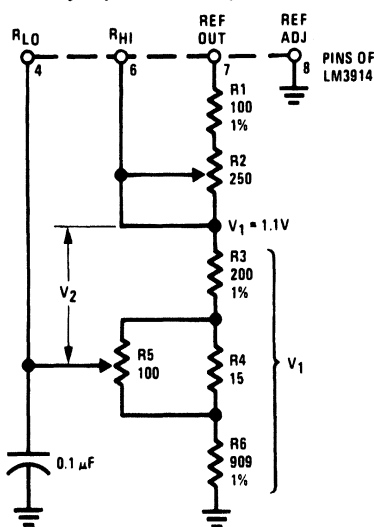 RLO
RHI
REF
OUT
REF
ADJ
4
6
7
8
PINS OF
LM3914
R1
100
1%
R2
250
V1 = 1.1V
R3
200
1%
V2
V1
R5
100
R4
15
0.1 µF
R6
909
1%